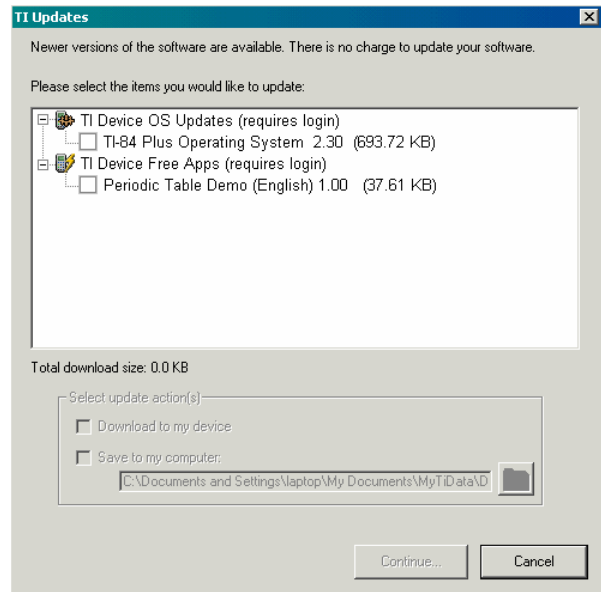 TI Updates
Newer versions of the software are available. There is no charge to update your software.
Please select the items you would like to update:
TI Device OS Updates (requires login)
TI-84 Plus Operating System 2.30 (693.72 KB)
TI Device Free Apps (requires login)
Periodic Table Demo (English) 1.00 (37.61 KB)
Total download size: 0.0 KB
Select update action(s)
Download to my device
Save to my computer:
C:\Documents and Settings\laptop\My Documents\MyTiData\D
Continue...
Cancel